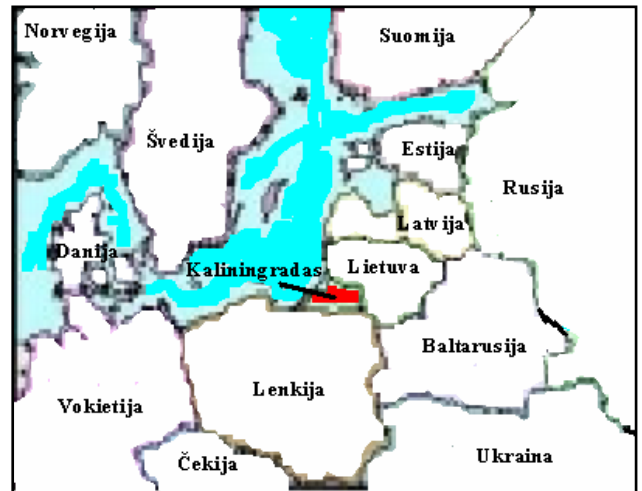 Norvegija
Suomija
Švedija
Estija
Rusija
Latvija
Danija
Kaliningradas
Lietuva
Baltarusija
Lenkija
Vokietija
Čekija
Ukraina